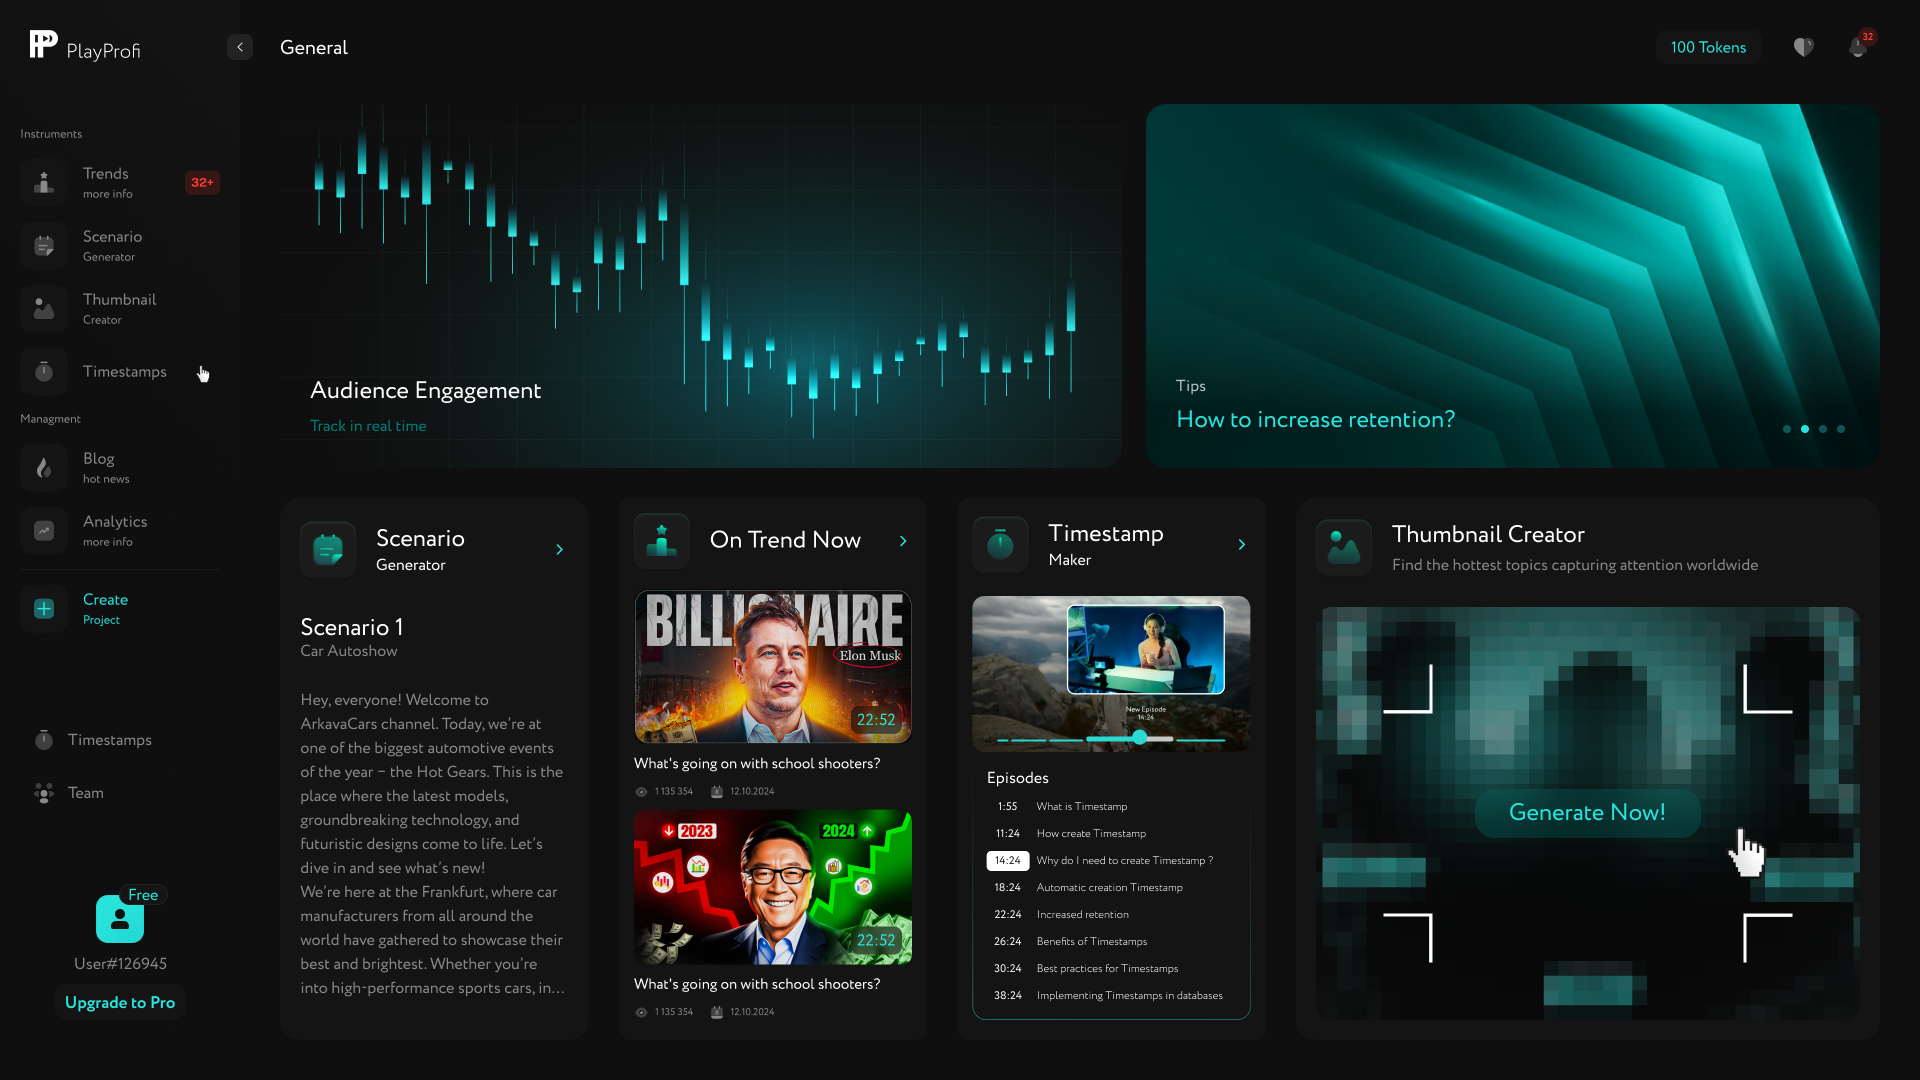 PlayProfi
General
100 Tokens
32
Instruments
Trends
more info
32+
Scenario
Generator
Thumbnail
Creator
Timestamps
Managment
Blog
hot news
Analytics
more info
Create
Project
Timestamps
Team
Free
User#126945
Upgrade to Pro
Audience Engagement
Track in real time
Tips
How to increase retention?
Scenario
Generator
Scenario 1
Car Autoshow
Hey, everyone! Welcome to
ArkavaCars channel. Today, we're at
one of the biggest automotive events
of the year – the Hot Gears. This is the
place where the latest models,
groundbreaking technology, and
futuristic designs come to life. Let's
dive in and see what's new!
We're here at the Frankfurt, where car
manufacturers from all around the
world have gathered to showcase their
best and brightest. Whether you're
into high-performance sports cars, in...
On Trend Now
BILLIONAIRE
Elon Musk
22:52
What's going on with school shooters?
1 135 354
12.10.2024
2023
2024
22:52
What's going on with school shooters?
1 135 354
12.10.2024
Timestamp
Maker
New Episode
14:24
Episodes
1:55 What is Timestamp
11:24 How create Timestamp
14:24 Why do I need to create Timestamp ?
18:24 Automatic creation Timestamp
22:24 Increased retention
26:24 Benefits of Timestamps
30:24 Best practices for Timestamps
38:24 Implementing Timestamps in databases
Thumbnail Creator
Find the hottest topics capturing attention worldwide
Generate Now!